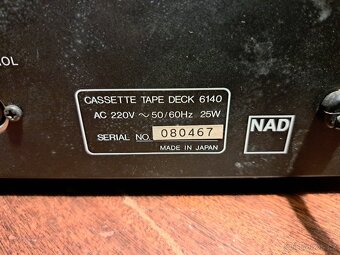 OL
CASSETTE TAPE DECK 6140
AC 220V ~ 50/60Hz 25W
SERIAL NO. 080467
MADE IN JAPAN
NAD